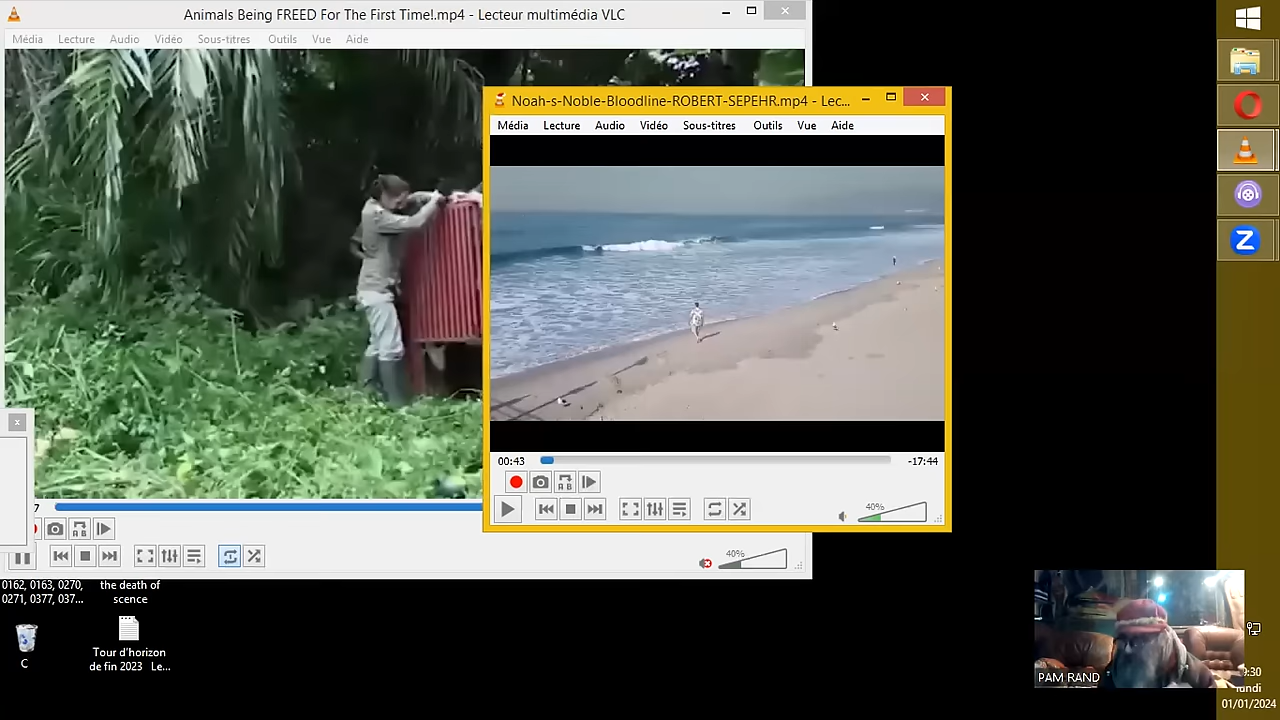 Animals Being FREED For The First Time!.mp4 - Lecteur multimédia VLC
Média Lecture Audio Vidéo Sous-titres Outils Vue Aide
Noah-s-Noble-Bloodline-ROBERT-SEPEHR.mp4 - Lec...
Média Lecture Audio Vidéo Sous-titres Outils Vue Aide
00:43 -17:44
A B
40%
7
A B
40%
0162, 0163, 0270,
0271, 0377, 037...
the death of
scence
C
Tour d'horizon
de fin 2023 Le...
PAM RAND
:30
undi
01/01/2024